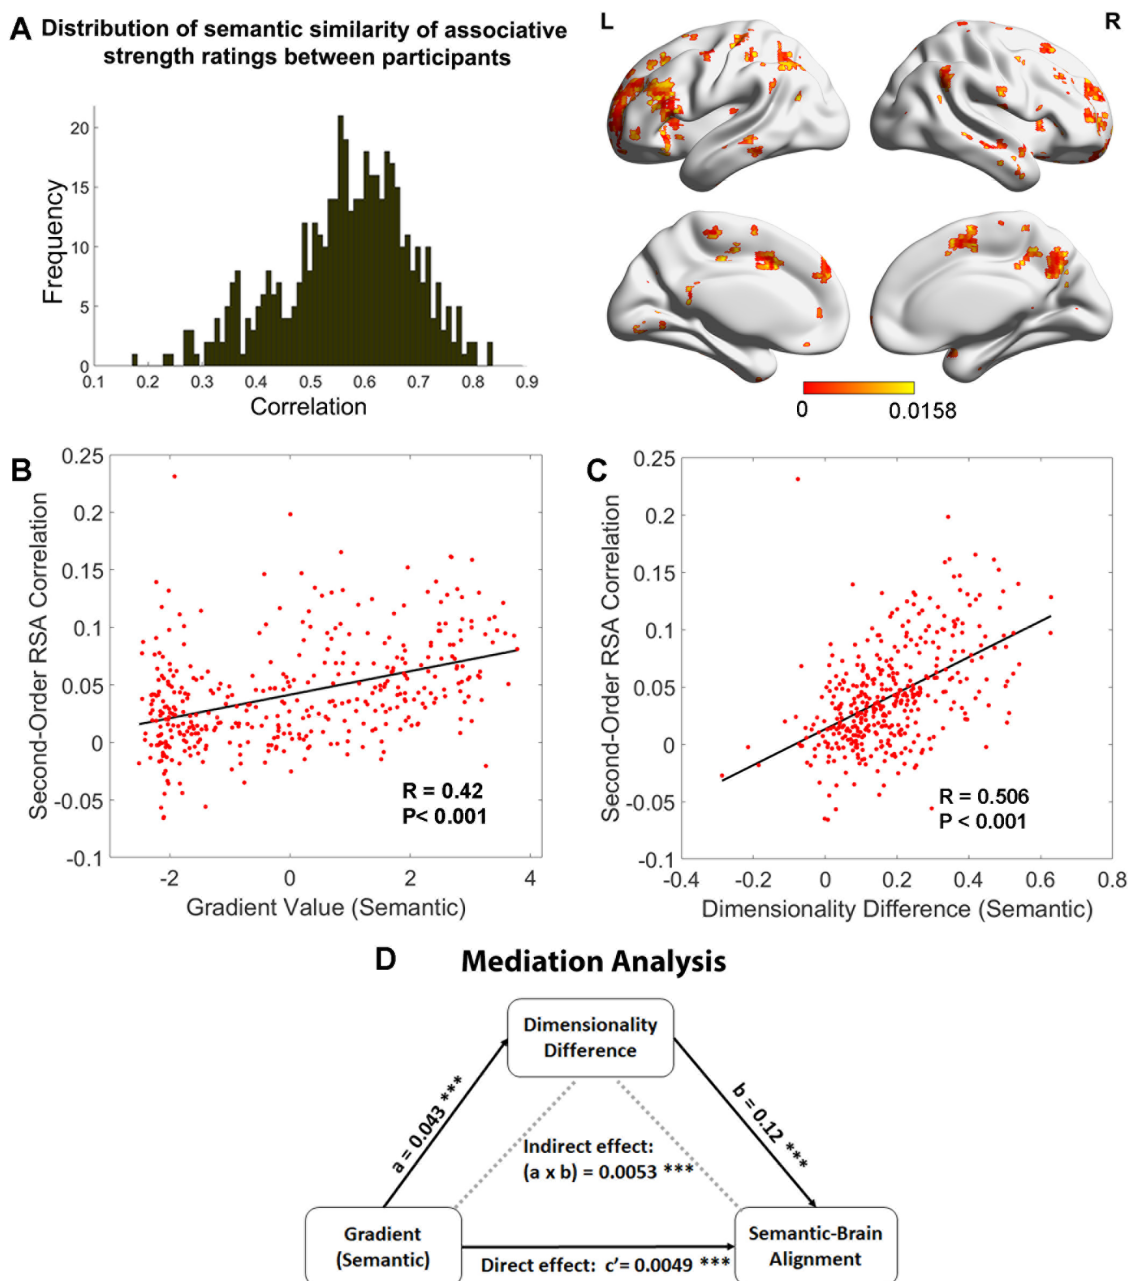 A Distribution of semantic similarity of associative
strength ratings between participants
L
R
Frequency
20
15
10
5
0
0.1 0.2 0.3 0.4 0.5 0.6 0.7 0.8 0.9
Correlation
0 0.0158
B
Second-Order RSA Correlation
0.25
0.2
0.15
0.1
0.05
0
-0.05
-0.1
R = 0.42
P< 0.001
-2 0 2 4
Gradient Value (Semantic)
C
Second-Order RSA Correlation
0.25
0.2
0.15
0.1
0.05
0
-0.05
-0.1
R = 0.506
P < 0.001
-0.4 -0.2 0 0.2 0.4 0.6 0.8
Dimensionality Difference (Semantic)
D Mediation Analysis
Dimensionality
Difference
a = 0.043 ***
b = 0.12 ***
Indirect effect:
(a x b) = 0.0053 ***
Gradient
(Semantic)
Direct effect: c'= 0.0049 ***
Semantic-Brain
Alignment